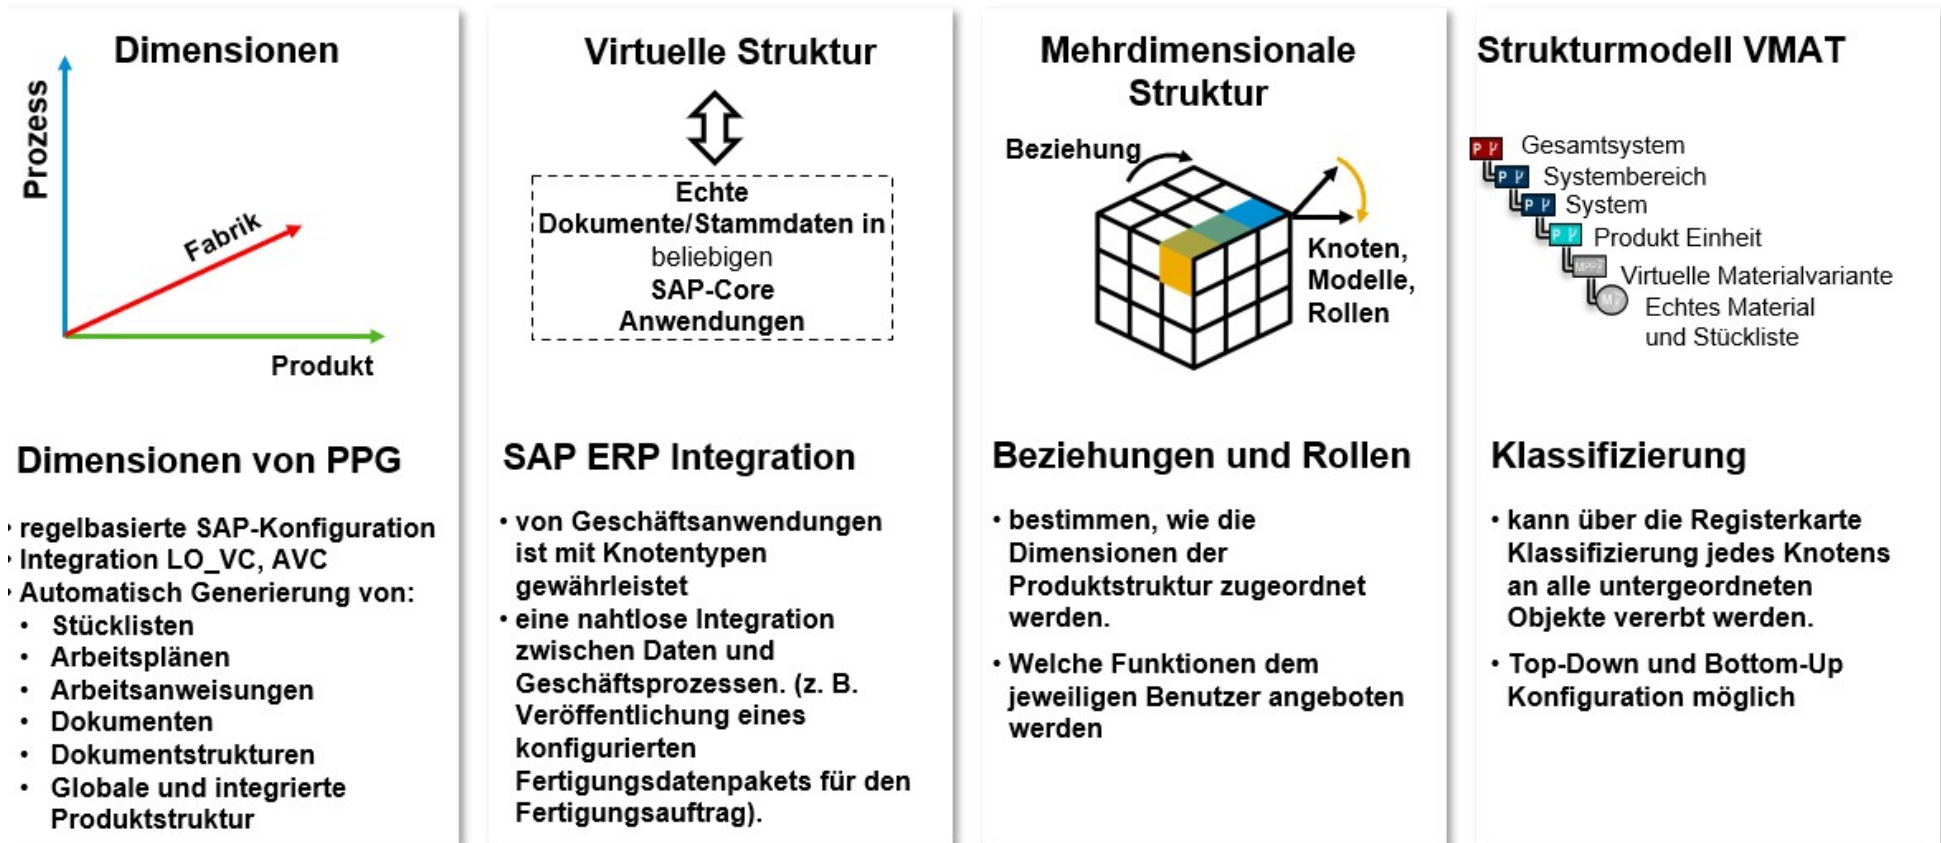 Dimensionen
Prozess
Fabrik
Produkt
Dimensionen von PPG
• regelbasierte SAP-Konfiguration
• Integration LO_VC, AVC
• Automatisch Generierung von:
• Stücklisten
• Arbeitsplänen
• Arbeitsanweisungen
• Dokumenten
• Dokumentstrukturen
• Globale und integrierte
Produktstruktur
Virtuelle Struktur
Echte
Dokumente/Stammdaten in
beliebigen
SAP-Core
Anwendungen
SAP ERP Integration
• von Geschäftsanwendungen
ist mit Knotentypen
gewährleistet
• eine nahtlose Integration
zwischen Daten und
Geschäftsprozessen. (z. B.
Veröffentlichung eines
konfigurierten
Fertigungsdatenpakets für den
Fertigungsauftrag).
Mehrdimensionale
Struktur
Beziehung
Knoten,
Modelle,
Rollen
Beziehungen und Rollen
• bestimmen, wie die
Dimensionen der
Produktstruktur zugeordnet
werden.
• Welche Funktionen dem
jeweiligen Benutzer angeboten
werden
Strukturmodell VMAT
P Gesamtsystem
P Systembereich
P System
P Produkt Einheit
Virtuelle Materialvariante
M Echtes Material
und Stückliste
Klassifizierung
• kann über die Registerkarte
Klassifizierung jedes Knotens
an alle untergeordneten
Objekte vererbt werden.
• Top-Down und Bottom-Up
Konfiguration möglich